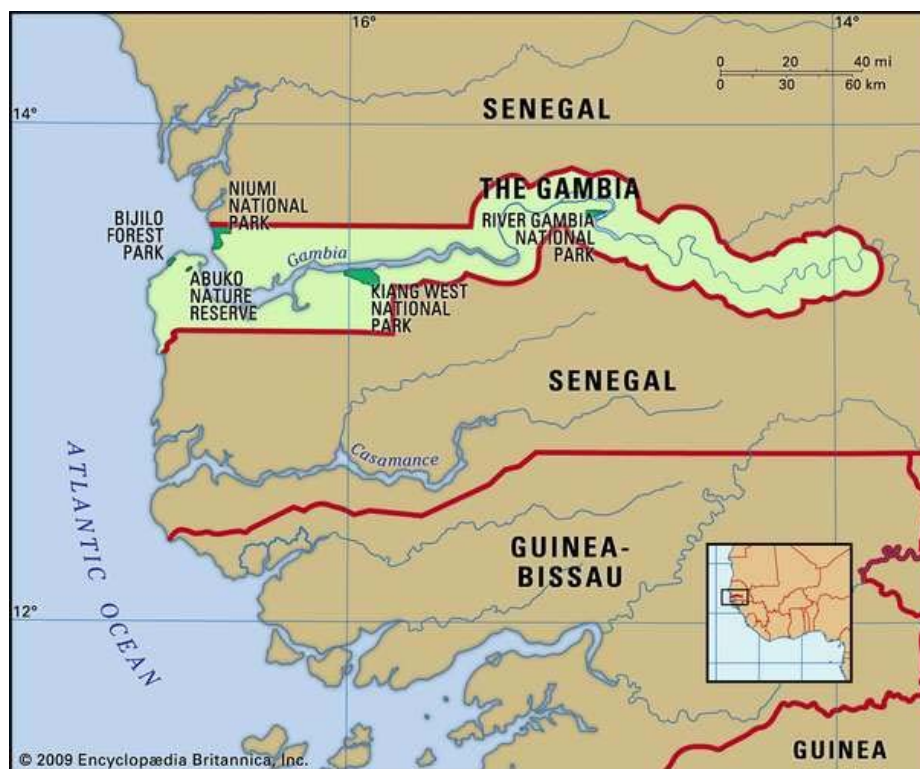 16°
14°
0 20 40 mi
0 30 60 km
14°
SENEGAL
NIUMI
NATIONAL
PARK
THE GAMBIA
BIJILO
FOREST
PARK
RIVER GAMBIA
NATIONAL
PARK
Gambia
ABUKO
NATURE
RESERVE
KIANG WEST
NATIONAL
PARK
SENEGAL
Casamance
ATLANTIC OCEAN
GUINEA-
BISSAU
12°
GUINEA
© 2009 Encyclopædia Britannica, Inc.